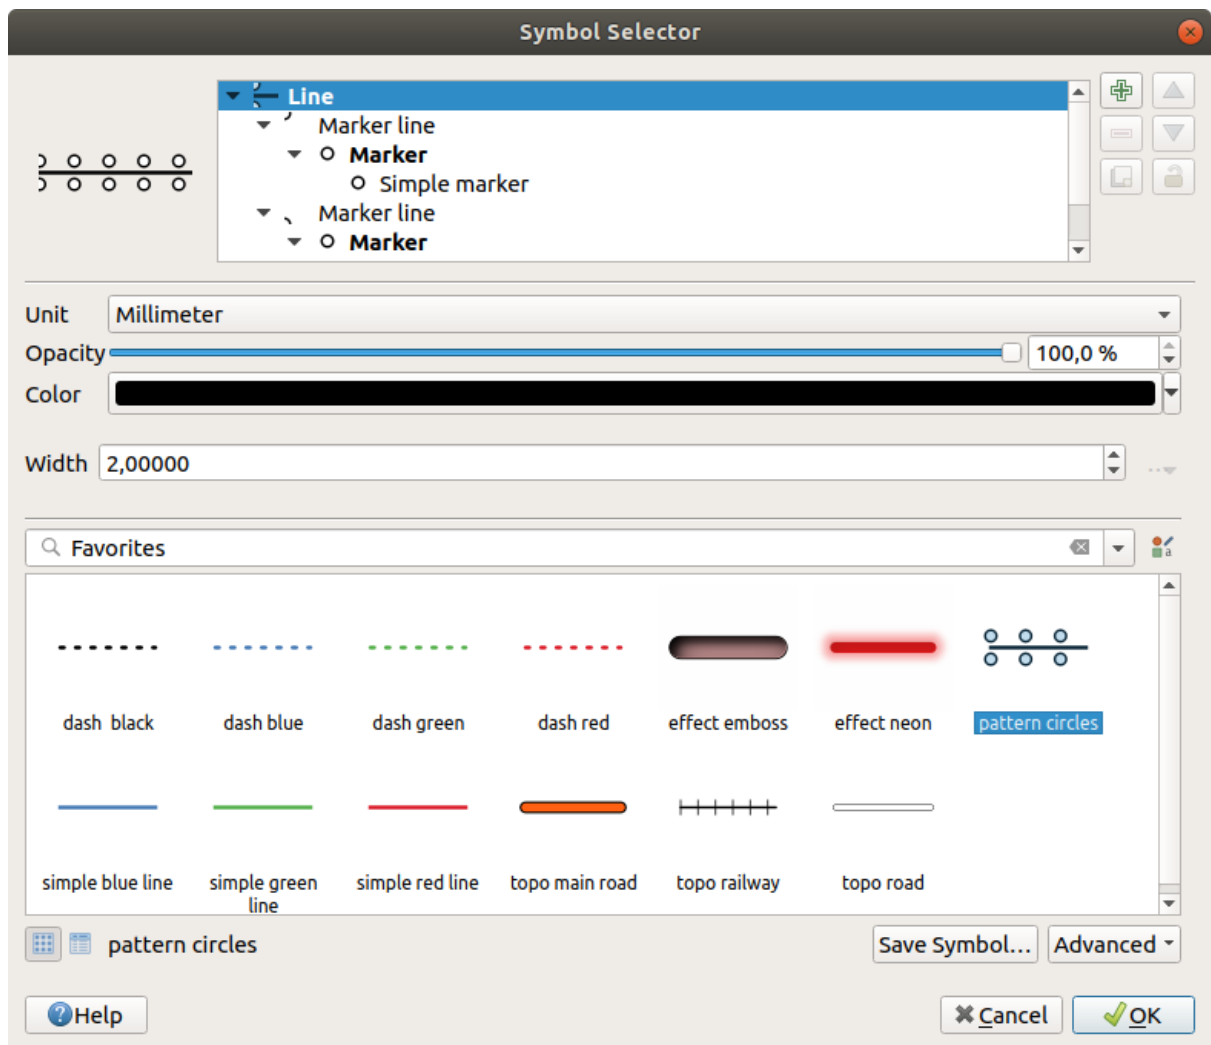 Symbol Selector
Line
Marker line
Marker
Simple marker
Marker line
Marker
Unit Millimeter
Opacity 100,0 %
Color
Width 2,00000
Favorites
dash  black dash blue dash green dash red effect emboss effect neon pattern circles
simple blue line simple green simple red line topo main road topo railway topo road
line
pattern circles Save Symbol... Advanced
Help Cancel OK